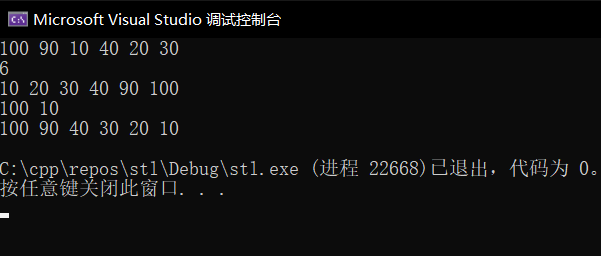 Microsoft Visual Studio 调试控制台
100 90 10 40 20 30
6
10 20 30 40 90 100
100 10
100 90 40 30 20 10
C:\cpp\repos\stl\Debug\stl.exe (进程 22668)已退出，代码为 0。
按任意键关闭此窗口. . .